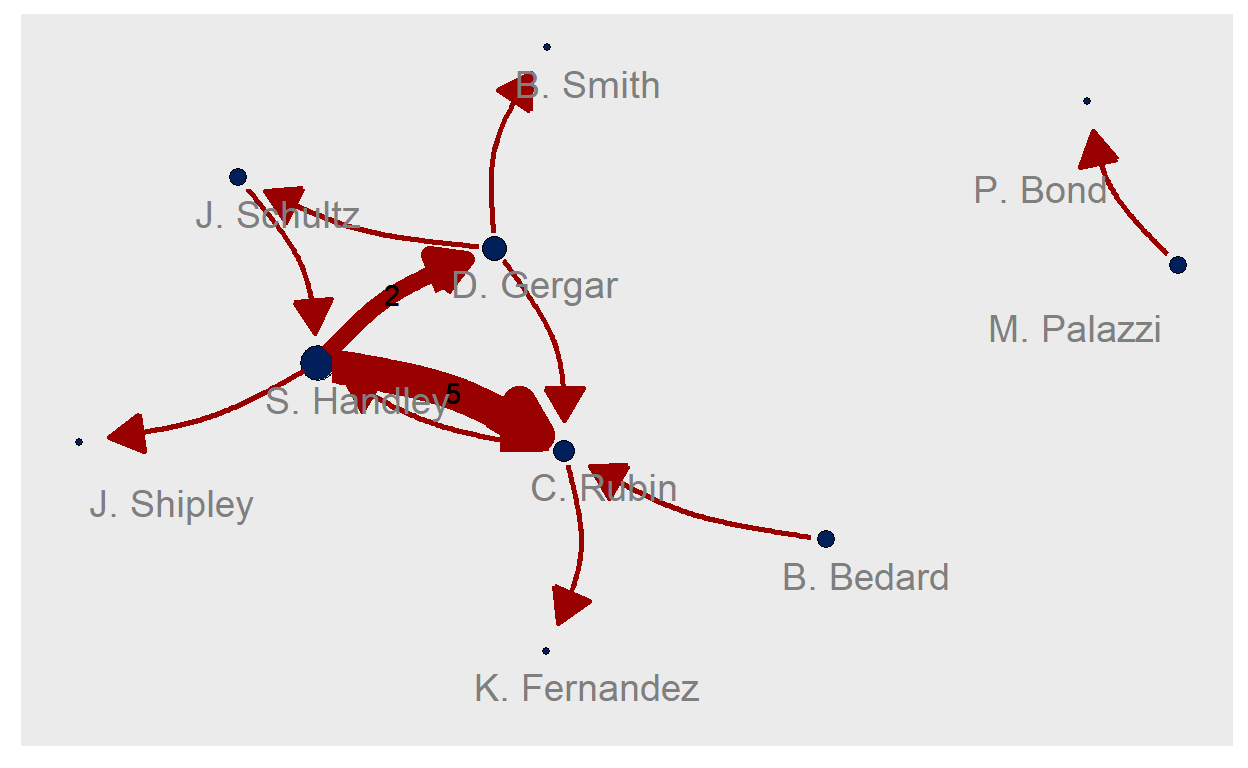 B. Smith
P. Bond
J. Schultz
D. Gergar
2
M. Palazzi
5
S. Handley
C. Rubin
J. Shipley
B. Bedard
K. Fernandez